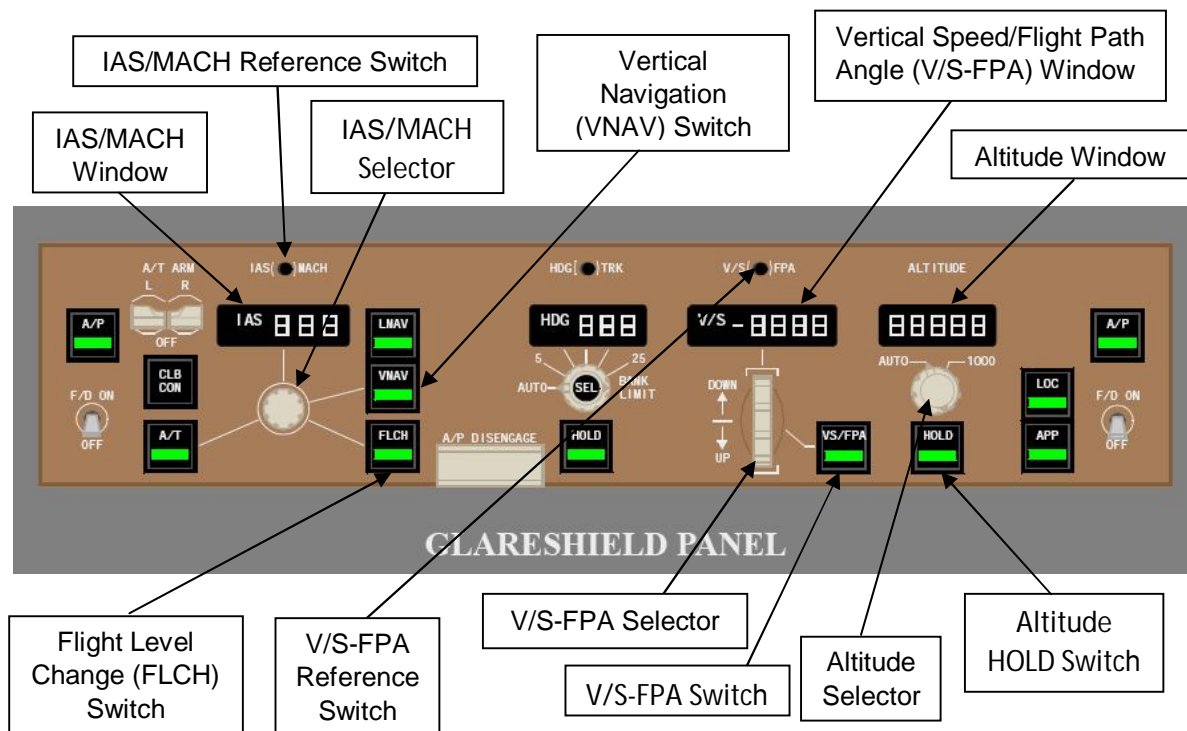 IAS/MACH Reference Switch
Vertical
Navigation
(VNAV) Switch
Vertical Speed/Flight Path
Angle (V/S-FPA) Window
IAS/MACH
Window
IAS/MACH
Selector
Altitude Window
A/T ARM
L R
OFF
IAS MACH
HDG TRK
V/S FPA
ALTITUDE
A/P
IAS
LNAV
HDG
V/S -8888
88888
A/P
CLB
CON
VNAV
5 25
AUTO
SEL
BANK
LIMIT
DOWN
UP
AUTO 1000
LOC
F/D ON
OFF
A/T
FLCH
A/P DISENGAGE
HOLD
VS/FPA
HOLD
APP
F/D ON
OFF
GLARESHIELD PANEL
Flight Level
Change (FLCH)
Switch
V/S-FPA
Reference
Switch
V/S-FPA Selector
V/S-FPA Switch
Altitude
Selector
Altitude
HOLD Switch